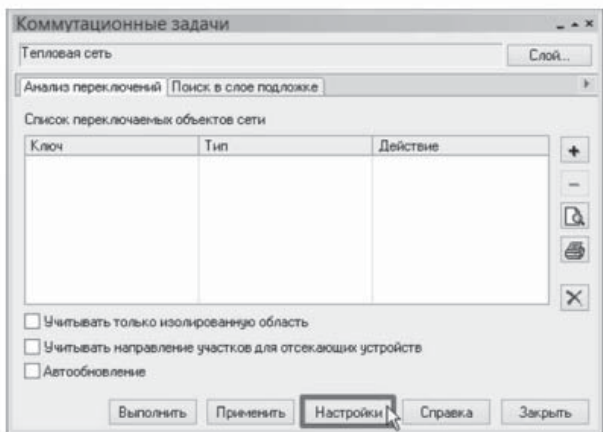 Коммутационные задачи
Тепловая сеть
Слой...
Анализ переключений Поиск в слое подложке
Список переключаемых объектов сети
Ключ Тип Действие
Учитывать только изолированную область
Учитывать направление участков для отсекающих устройств
Автообновление
Выполнить Применить Настройки Справка Закрыть